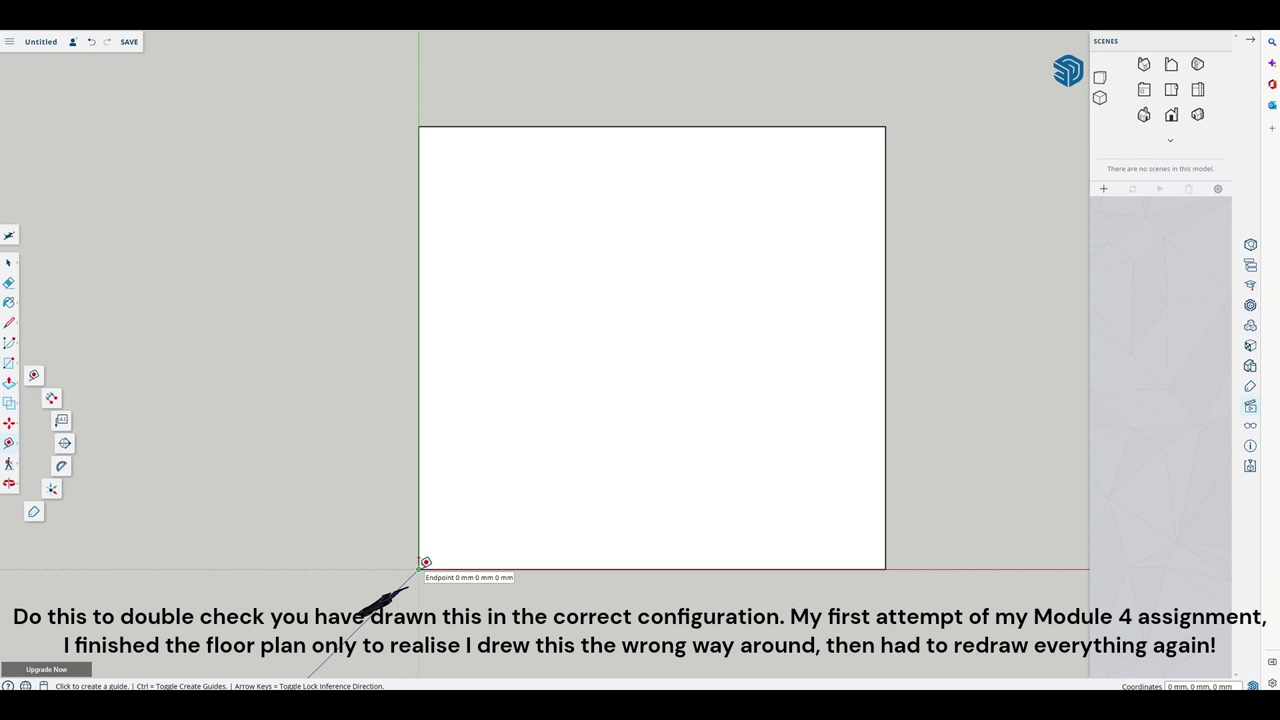 Untitled
SAVE
SCENES
There are no scenes in this model.
A1
Endpoint 0 mm 0 mm 0 mm
Do this to double check you have drawn this in the correct configuration. My first attempt of my Module 4 assignment,
I finished the floor plan only to realise I drew this the wrong way around, then had to redraw everything again!
Upgrade Now
Click to create a guide. | Ctrl = Toggle Create Guides. | Arrow Keys = Toggle Lock Inference Direction.
Coordinates 0 mm, 0 mm, 0 mm